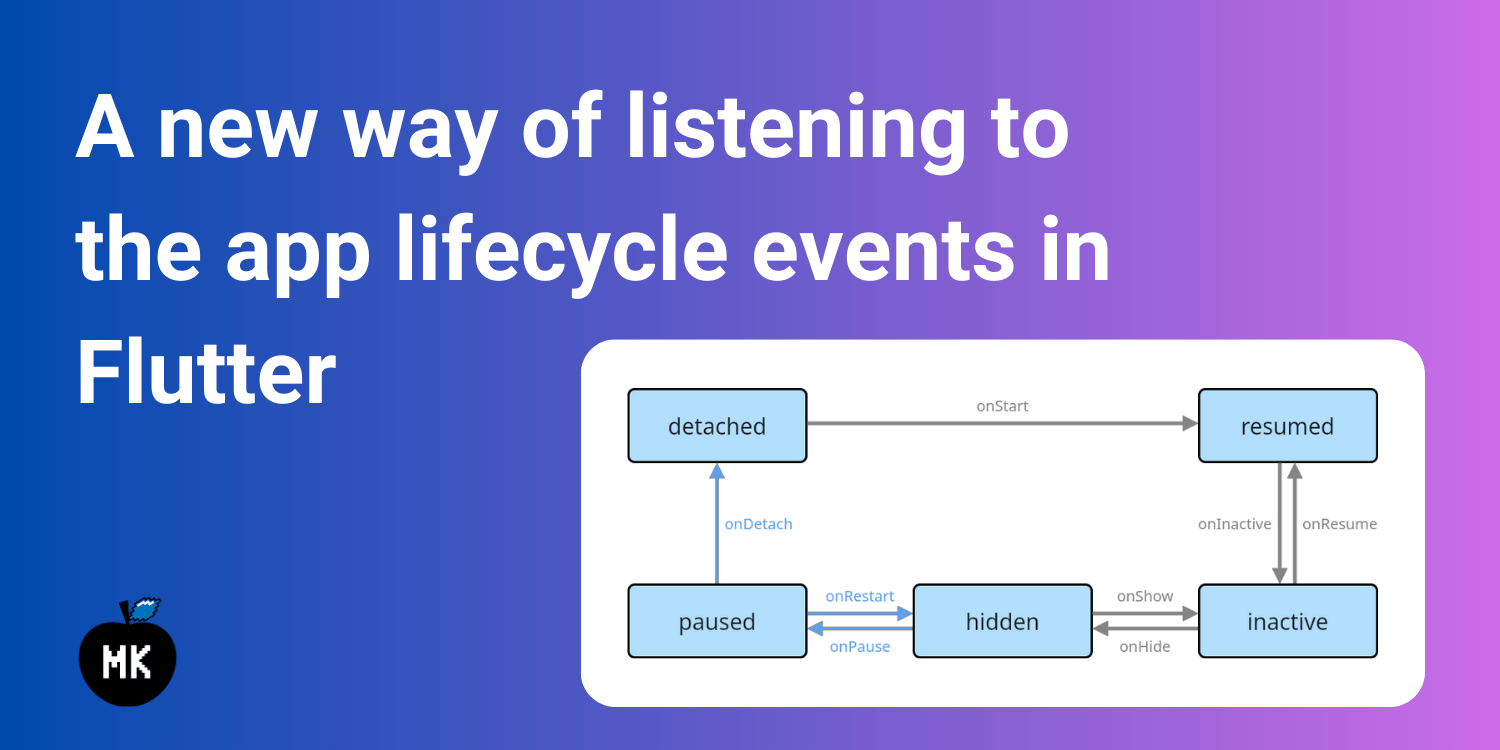 A new way of listening to
the app lifecycle events in
Flutter
detached
onStart
resumed
onDetach
onInactive
onResume
paused
onRestart
onPause
hidden
onShow
onHide
inactive
MK